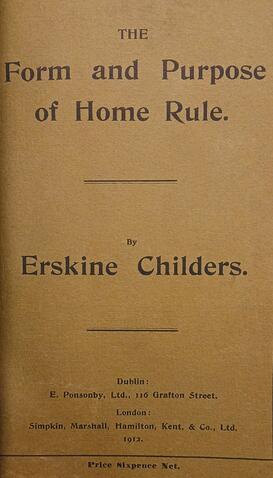 THE
Form and Purpose
of Home Rule.
By
Erskine Childers.
Dublin:
E. Ponsonby, Ltd., 116 Grafton Street.
London:
Simpkin, Marshall, Hamilton, Kent, & Co., Ltd.
1912.
Price Sixpence Net.